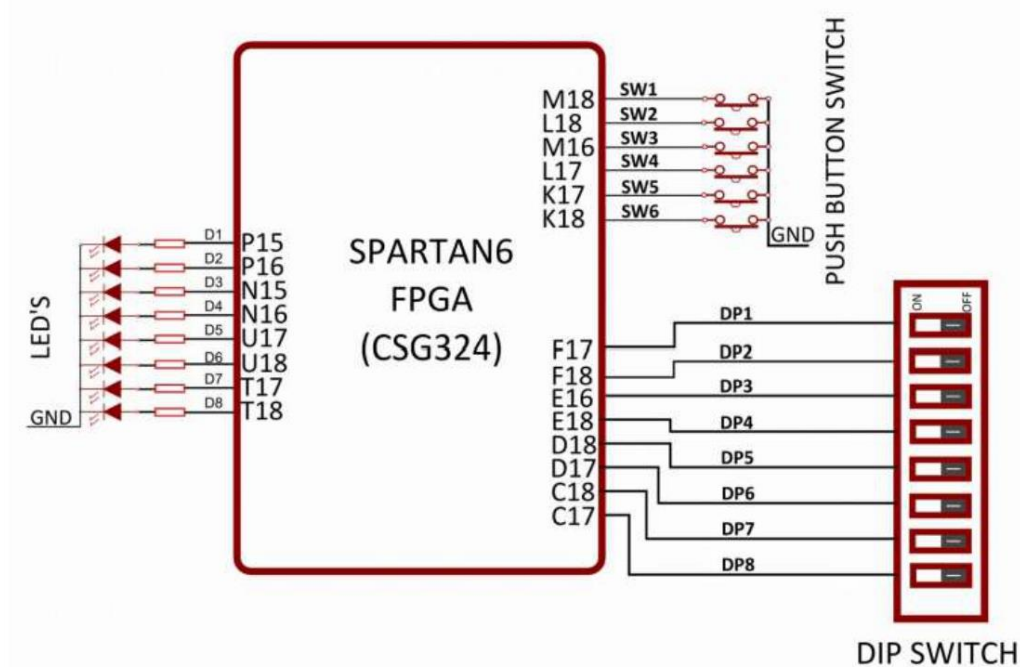 M18 SW1
L18 SW2
M16 SW3
L17 SW4
K17 SW5
K18 SW6
GND
PUSH BUTTON SWITCH
SPARTAN6
FPGA
(CSG324)
LED'S
D1 P15
D2 P16
D3 N15
D4 N16
D5 U17
D6 U18
D7 T17
D8 T18
GND
F17 DP1
F18 DP2
E16 DP3
E18 DP4
D18 DP5
D17 DP6
C18 DP7
C17 DP8
ON OFF
DIP SWITCH